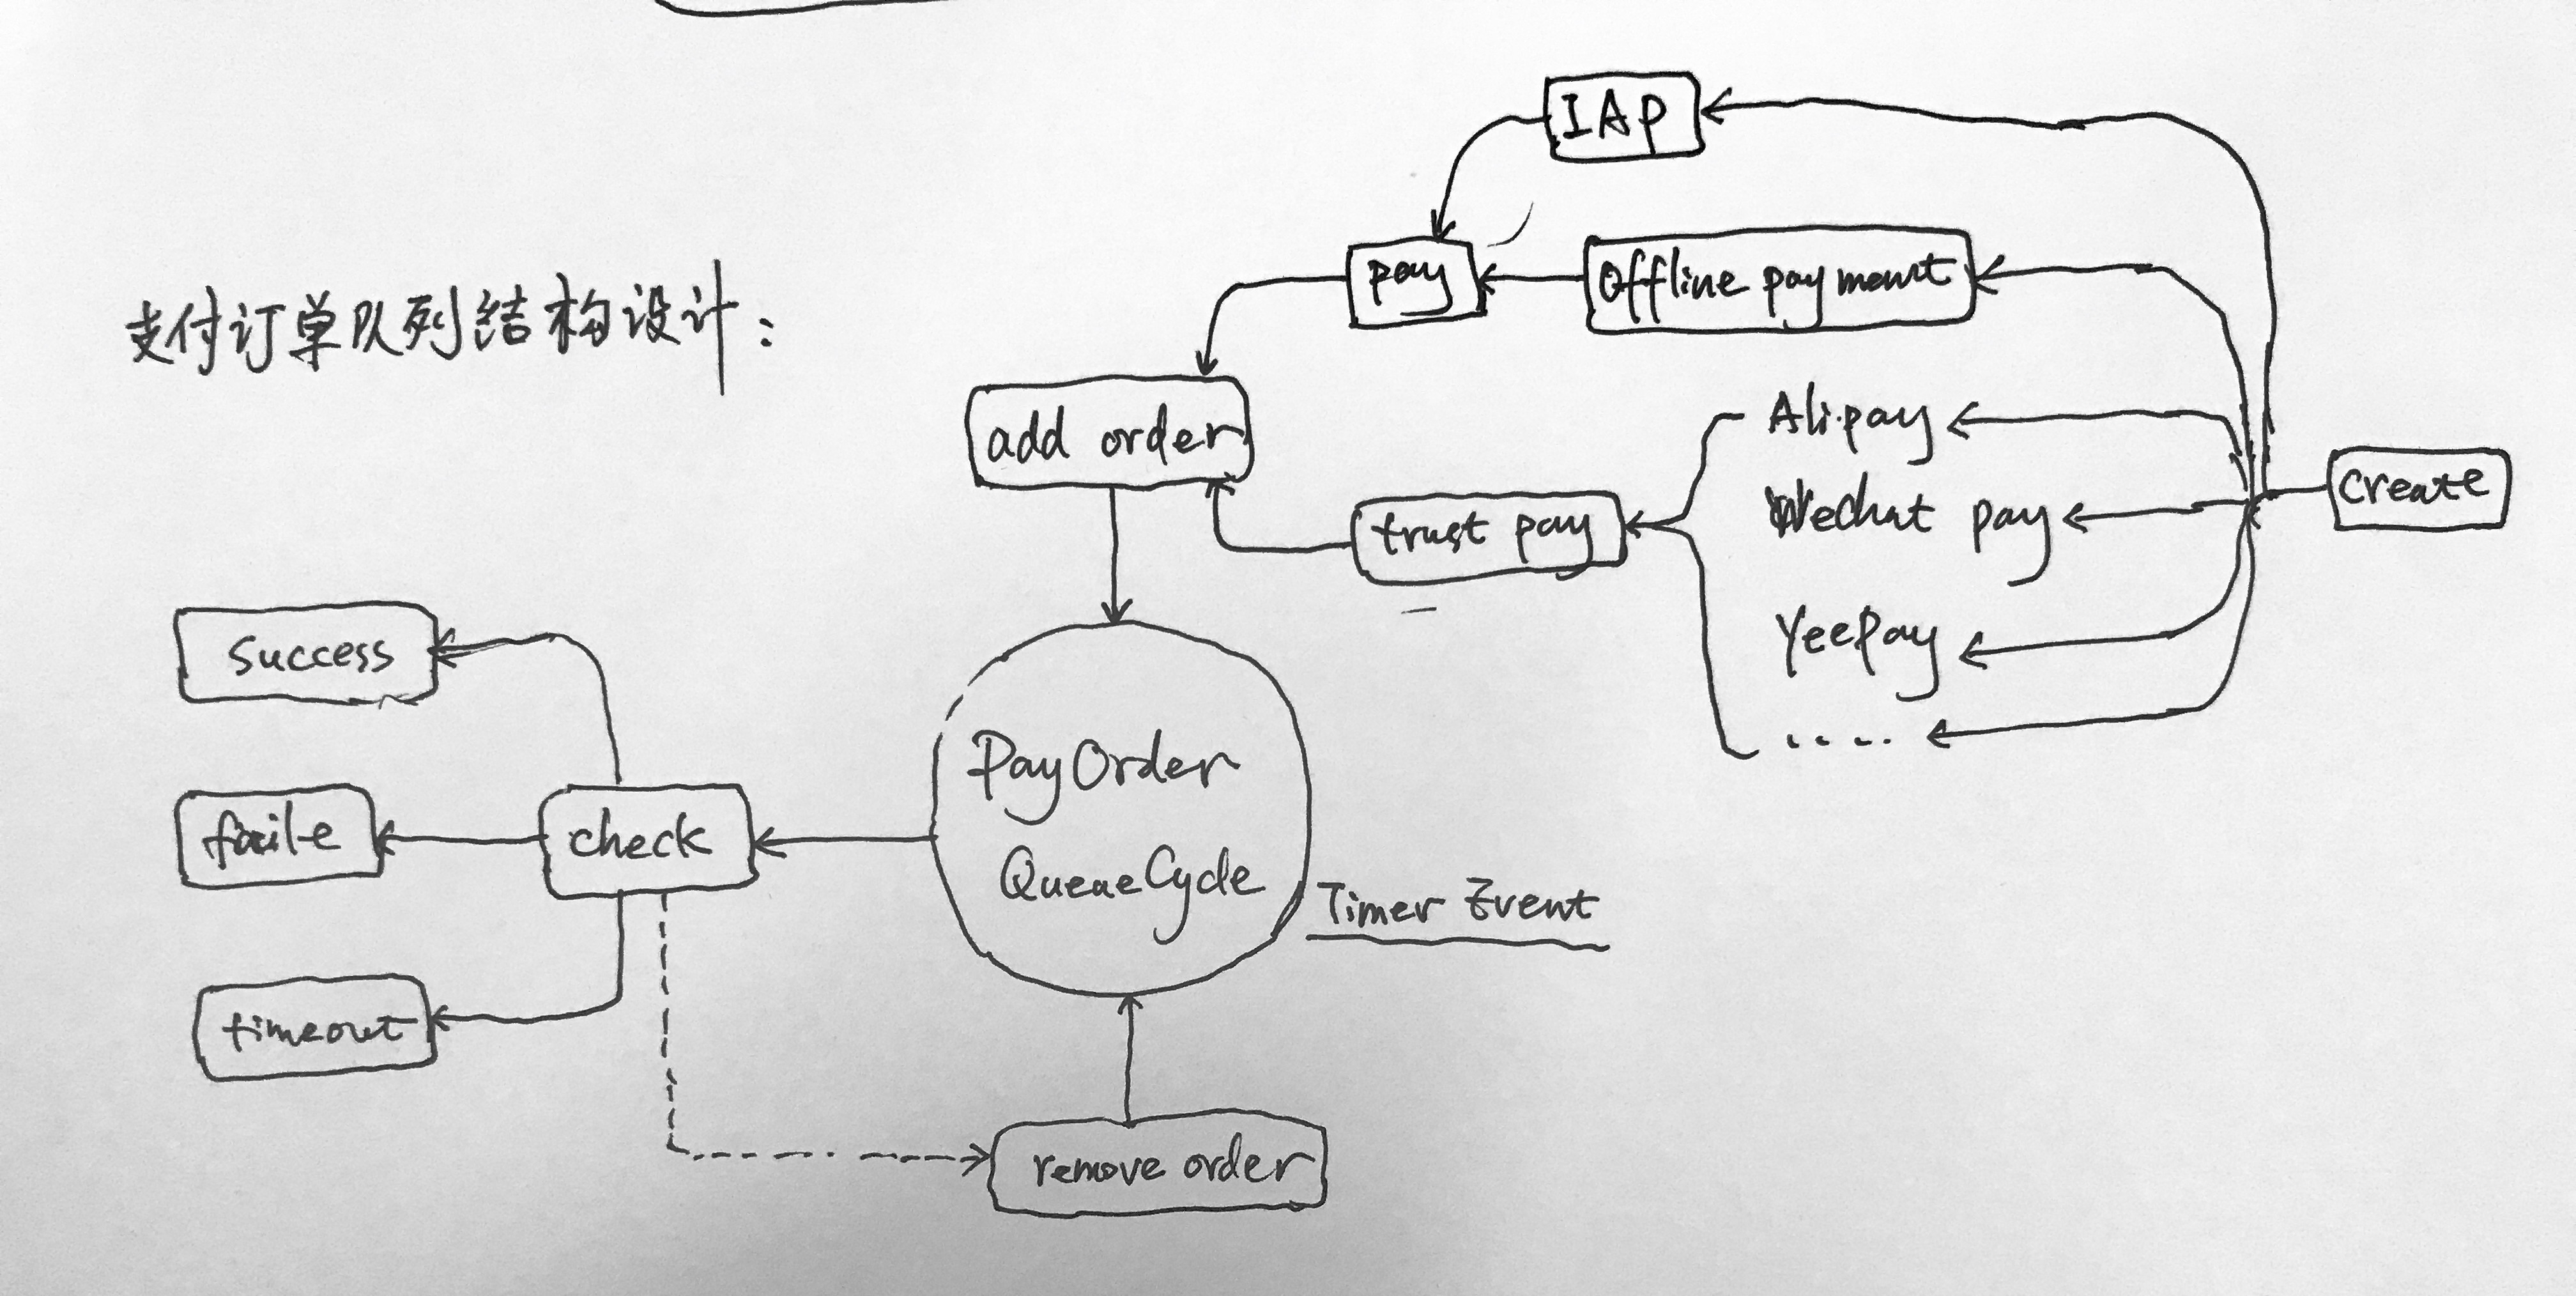 IAP
pay
Offline payment
支付订单队列结构设计：
add order
Alipay
create
Wechat pay
trust pay
YeePay
.....
success
PayOrder
QueueCycle
faile
check
Timer Event
timeout
remove order